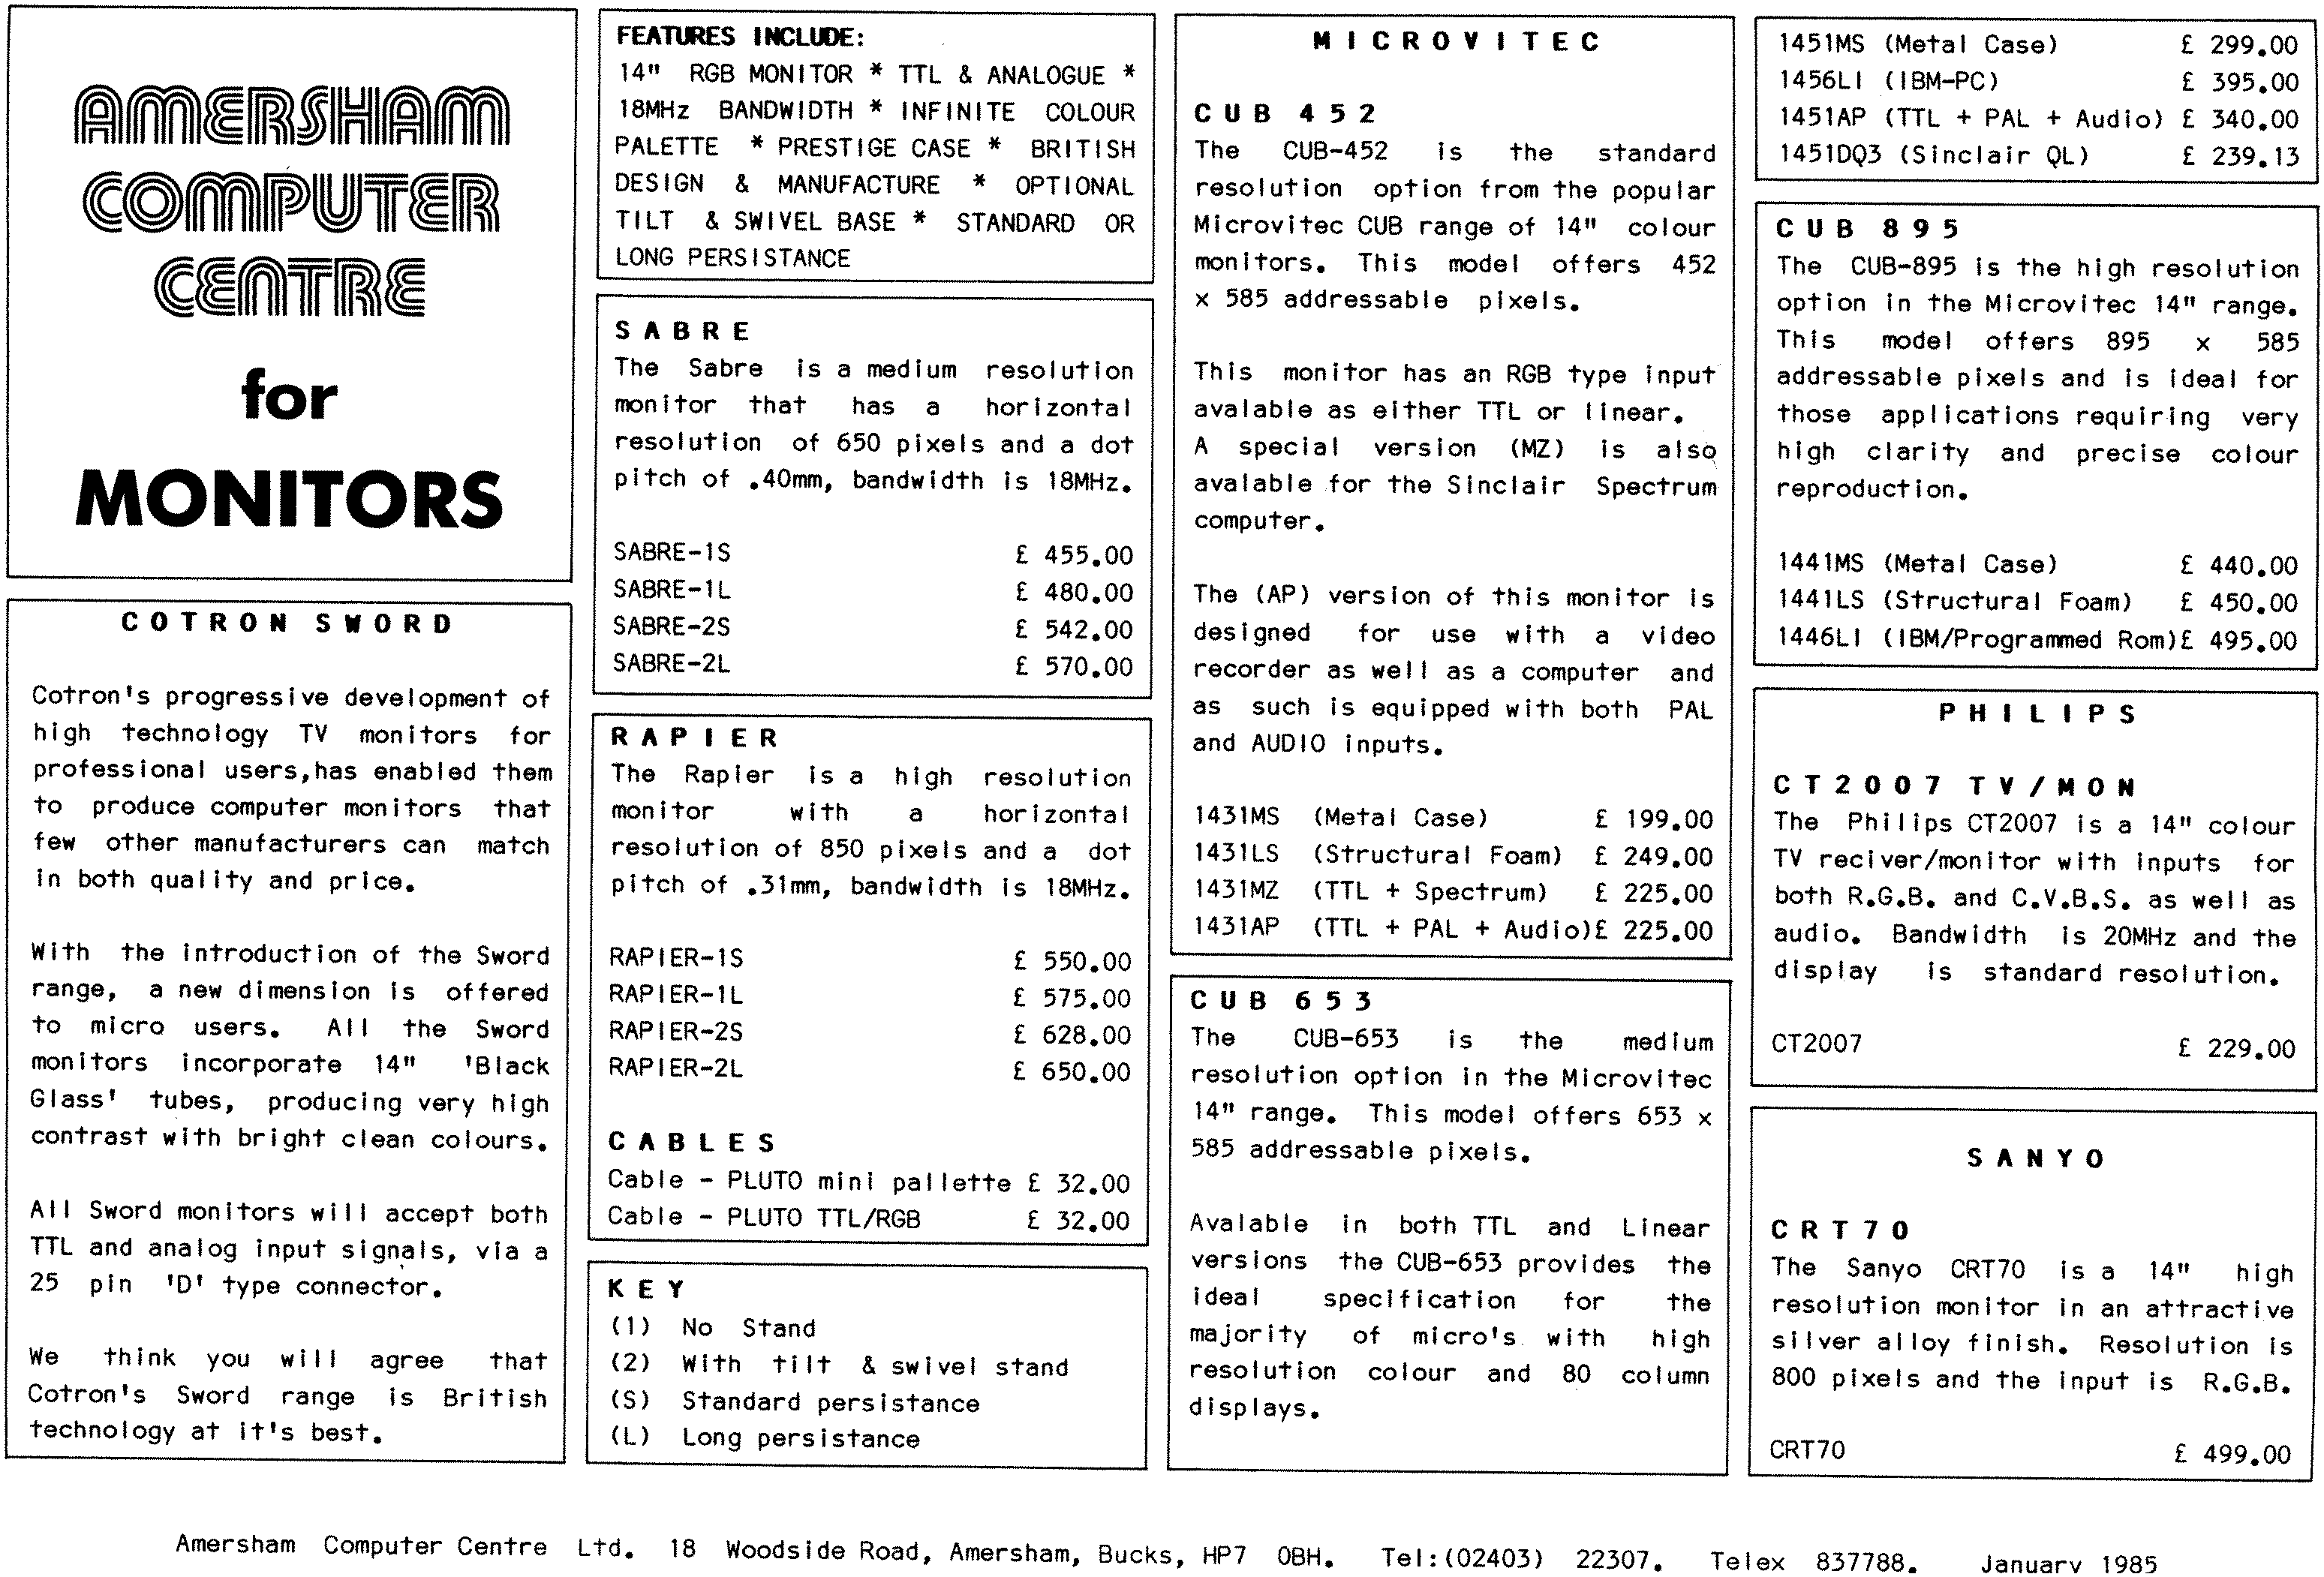 AMERSHAM
COMPUTER
CENTRE
for
MONITORS
COTRON SWORD
Cotron's progressive development of
high technology TV monitors for
professional users,has enabled them
to produce computer monitors that
few other manufacturers can match
in both quality and price.
With the introduction of the Sword
range, a new dimension is offered
to micro users. All the Sword
monitors incorporate 14" 'Black
Glass' tubes, producing very high
contrast with bright clean colours.
All Sword monitors will accept both
TTL and analog input signals, via a
25 pin 'D' type connector.
We think you will agree that
Cotron's Sword range is British
technology at it's best.
FEATURES INCLUDE:
14" RGB MONITOR * TTL & ANALOGUE *
18MHz BANDWIDTH * INFINITE COLOUR
PALETTE * PRESTIGE CASE * BRITISH
DESIGN & MANUFACTURE * OPTIONAL
TILT & SWIVEL BASE * STANDARD OR
LONG PERSISTANCE
SABRE
The Sabre is a medium resolution
monitor that has a horizontal
resolution of 650 pixels and a dot
pitch of .40mm, bandwidth is 18MHz.
SABRE-1S £ 455.00
SABRE-1L £ 480.00
SABRE-2S £ 542.00
SABRE-2L £ 570.00
RAPIER
The Rapier is a high resolution
monitor with a horizontal
resolution of 850 pixels and a dot
pitch of .31mm, bandwidth is 18MHz.
RAPIER-1S £ 550.00
RAPIER-1L £ 575.00
RAPIER-2S £ 628.00
RAPIER-2L £ 650.00
CABLES
Cable - PLUTO mini pallette £ 32.00
Cable - PLUTO TTL/RGB £ 32.00
KEY
(1) No Stand
(2) With tilt & swivel stand
(S) Standard persistance
(L) Long persistance
MICROVITEC
CUB 452
The CUB-452 is the standard
resolution option from the popular
Microvitec CUB range of 14" colour
monitors. This model offers 452
x 585 addressable pixels.
This monitor has an RGB type input
avalable as either TTL or linear.
A special version (MZ) is also
avalable for the Sinclair Spectrum
computer.
The (AP) version of this monitor is
designed for use with a video
recorder as well as a computer and
as such is equipped with both PAL
and AUDIO inputs.
1431MS (Metal Case) £ 199.00
1431LS (Structural Foam) £ 249.00
1431MZ (TTL + Spectrum) £ 225.00
1431AP (TTL + PAL + Audio)£ 225.00
CUB 653
The CUB-653 is the medium
resolution option in the Microvitec
14" range. This model offers 653 x
585 addressable pixels.
Avalable in both TTL and Linear
versions the CUB-653 provides the
ideal specification for the
majority of micro's with high
resolution colour and 80 column
displays.
1451MS (Metal Case) £ 299.00
1456LI (IBM-PC) £ 395.00
1451AP (TTL + PAL + Audio) £ 340.00
1451DQ3 (Sinclair QL) £ 239.13
CUB 895
The CUB-895 is the high resolution
option in the Microvitec 14" range.
This model offers 895 x 585
addressable pixels and is ideal for
those applications requiring very
high clarity and precise colour
reproduction.
1441MS (Metal Case) £ 440.00
1441LS (Structural Foam) £ 450.00
1446LI (IBM/Programmed Rom)£ 495.00
PHILIPS
CT2007 TV/MON
The Philips CT2007 is a 14" colour
TV reciver/monitor with inputs for
both R.G.B. and C.V.B.S. as well as
audio. Bandwidth is 20MHz and the
display is standard resolution.
CT2007 £ 229.00
SANYO
CRT70
The Sanyo CRT70 is a 14" high
resolution monitor in an attractive
silver alloy finish. Resolution is
800 pixels and the input is R.G.B.
CRT70 £ 499.00
Amersham Computer Centre Ltd. 18 Woodside Road, Amersham, Bucks, HP7 0BH. Tel:(02403) 22307. Telex 837788. January 1985